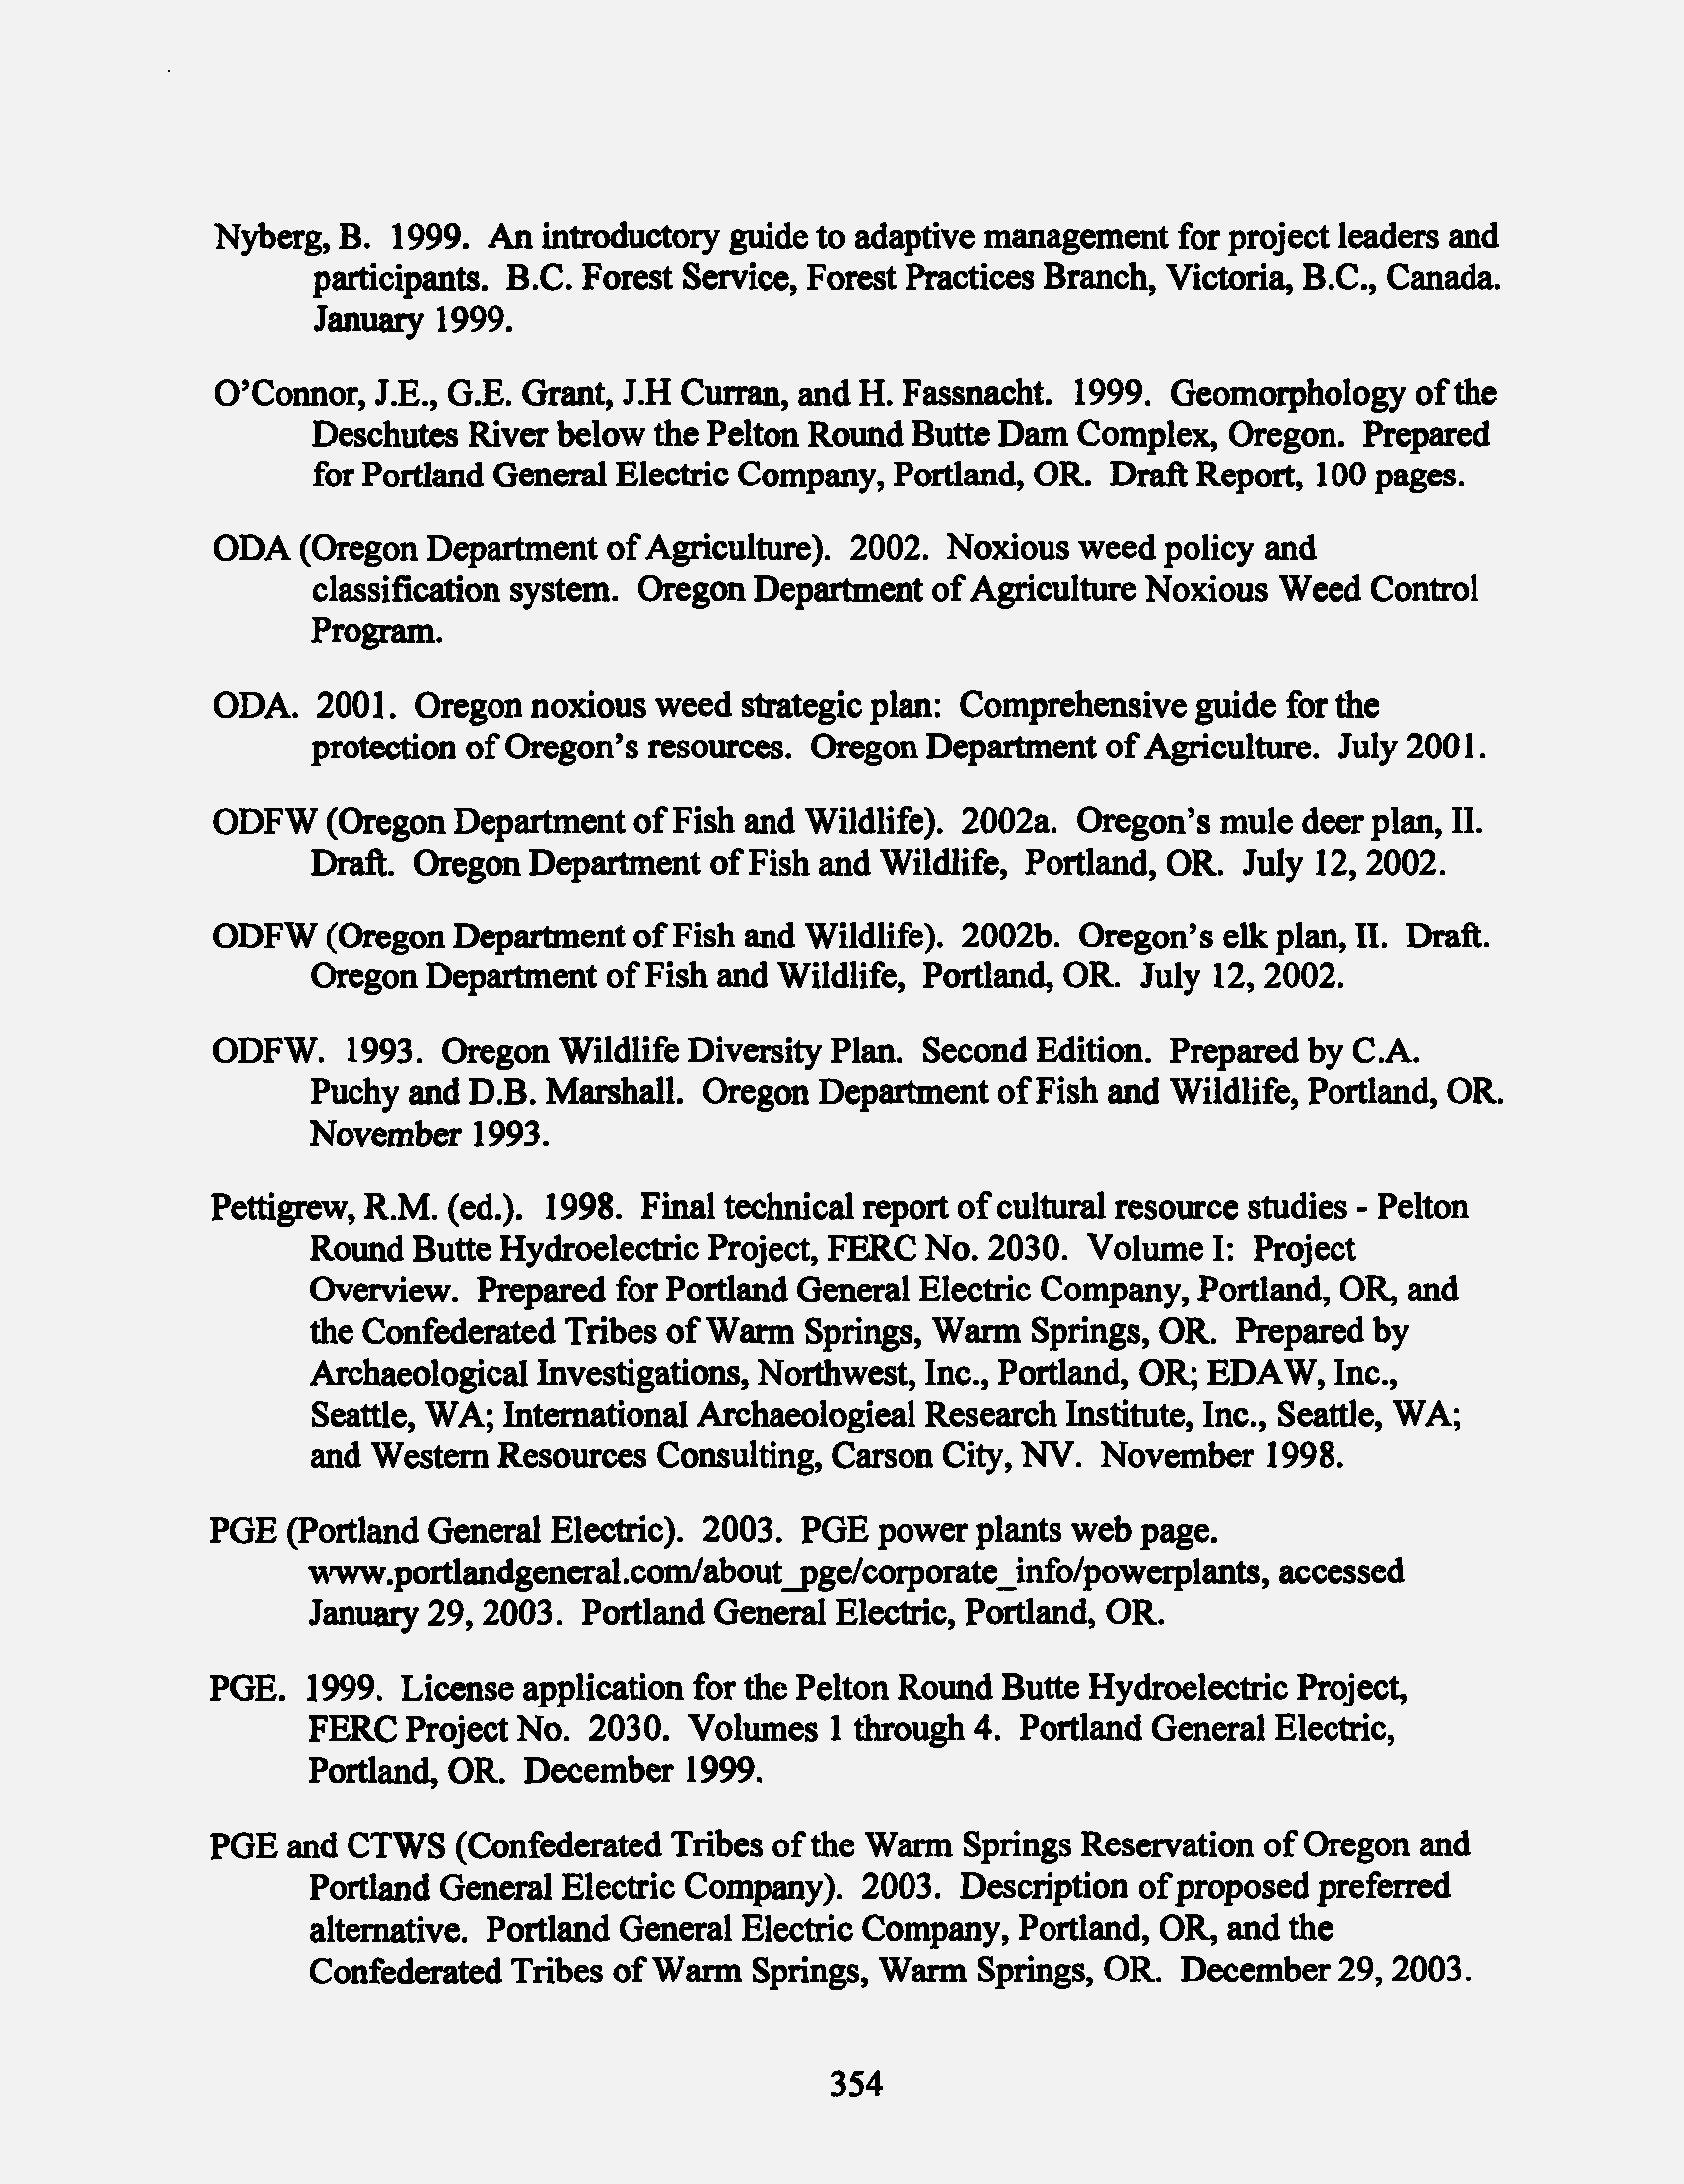 Nyberg, B. 1999. An introductory guide to adaptive management for project leaders and
participants. B.C. Forest Service, Forest Practices Branch, Victoria, B.C., Canada.
January 1999.
O’Connor, J.E., G.E. Grant, J.H Curran, and H. Fassnacht. 1999. Geomorphology of the
Deschutes River below the Pelton Round Butte Dam Complex, Oregon. Prepared
for Portland General Electric Company, Portland, OR. Draft Report, 100 pages.
ODA (Oregon Department of Agriculture). 2002. Noxious weed policy and
classification system. Oregon Department of Agriculture Noxious Weed Control
Program.
ODA. 2001. Oregon noxious weed strategic plan: Comprehensive guide for the
protection of Oregon’s resources. Oregon Department of Agriculture. July 2001.
ODFW (Oregon Department of Fish and Wildlife). 2002a. Oregon’s mule deer plan, II.
Draft. Oregon Department of Fish and Wildlife, Portland, OR. July 12, 2002.
ODFW (Oregon Department of Fish and Wildlife). 2002b. Oregon’s elk plan, II. Draft.
Oregon Department of Fish and Wildlife, Portland, OR. July 12, 2002.
ODFW. 1993. Oregon Wildlife Diversity Plan. Second Edition. Prepared by C.A.
Puchy and D.B. Marshall. Oregon Department of Fish and Wildlife, Portland, OR.
November 1993.
Pettigrew, R.M. (ed.). 1998. Final technical report of cultural resource studies - Pelton
Round Butte Hydroelectric Project, FERC No. 2030. Volume I: Project
Overview. Prepared for Portland General Electric Company, Portland, OR, and
the Confederated Tribes of Warm Springs, Warm Springs, OR. Prepared by
Archaeological Investigations, Northwest, Inc., Portland, OR; EDAW, Inc.,
Seattle, WA; International Archaeologieal Research Institute, Inc., Seattle, WA;
and Western Resources Consulting, Carson City, NV. November 1998.
PGE (Portland General Electric). 2003. PGE power plants web page.
www.portlandgeneral.com/about_pge/corporate_info/powerplants, accessed
January 29, 2003. Portland General Electric, Portland, OR.
PGE. 1999. License application for the Pelton Round Butte Hydroelectric Project,
FERC Project No. 2030. Volumes 1 through 4. Portland General Electric,
Portland, OR. December 1999.
PGE and CTWS (Confederated Tribes of the Warm Springs Reservation of Oregon and
Portland General Electric Company). 2003. Description of proposed preferred
alternative. Portland General Electric Company, Portland, OR, and the
Confederated Tribes of Warm Springs, Warm Springs, OR. December 29, 2003.
354